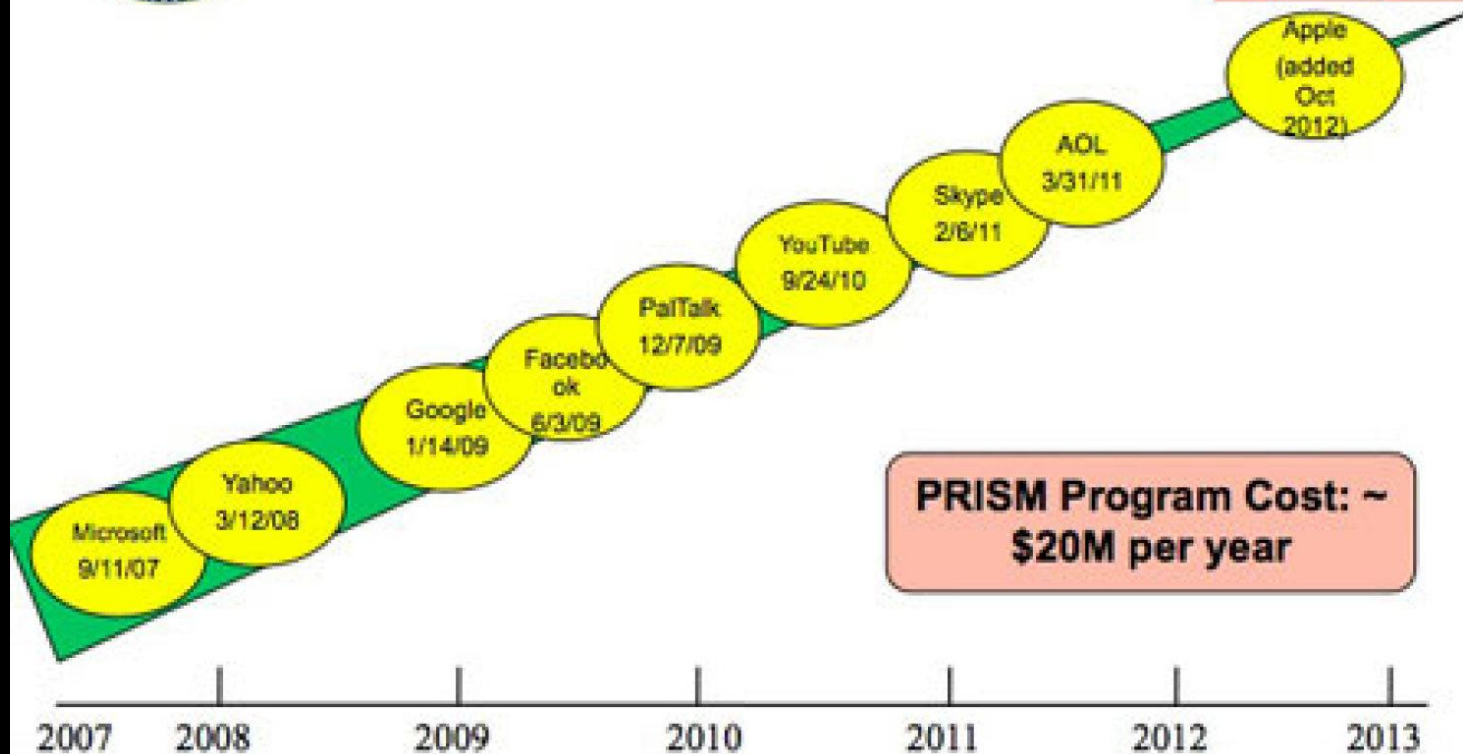 Apple
(added
Oct
2012)
AOL
3/31/11
Skype
2/6/11
YouTube
9/24/10
PalTalk
12/7/09
Facebo
ok
6/3/09
Google
1/14/09
Yahoo
3/12/08
Microsoft
9/11/07
PRISM Program Cost: ~
$20M per year
2007 2008 2009 2010 2011 2012 2013